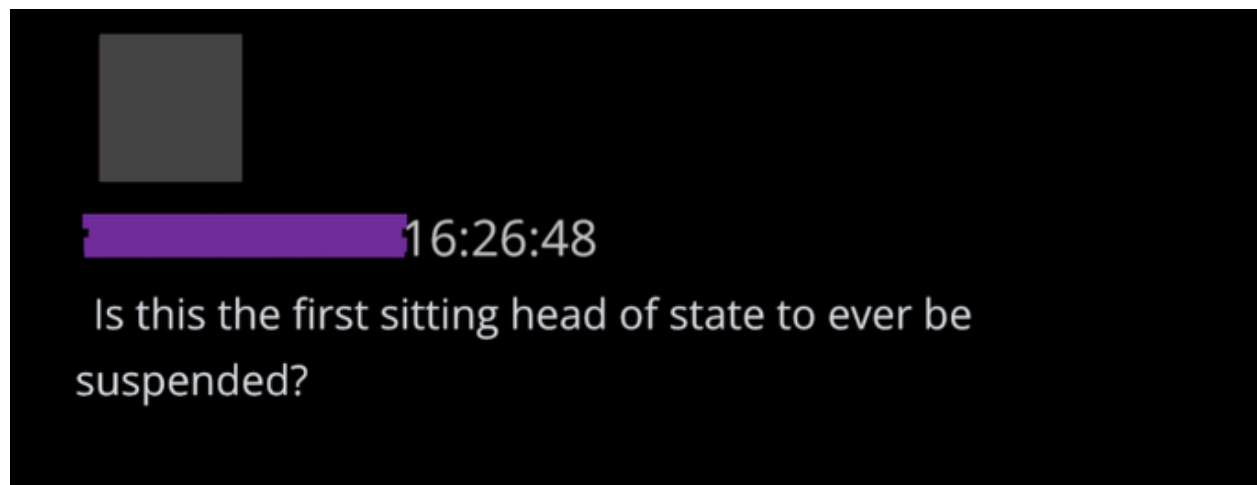 16:26:48
Is this the first sitting head of state to ever be
suspended?